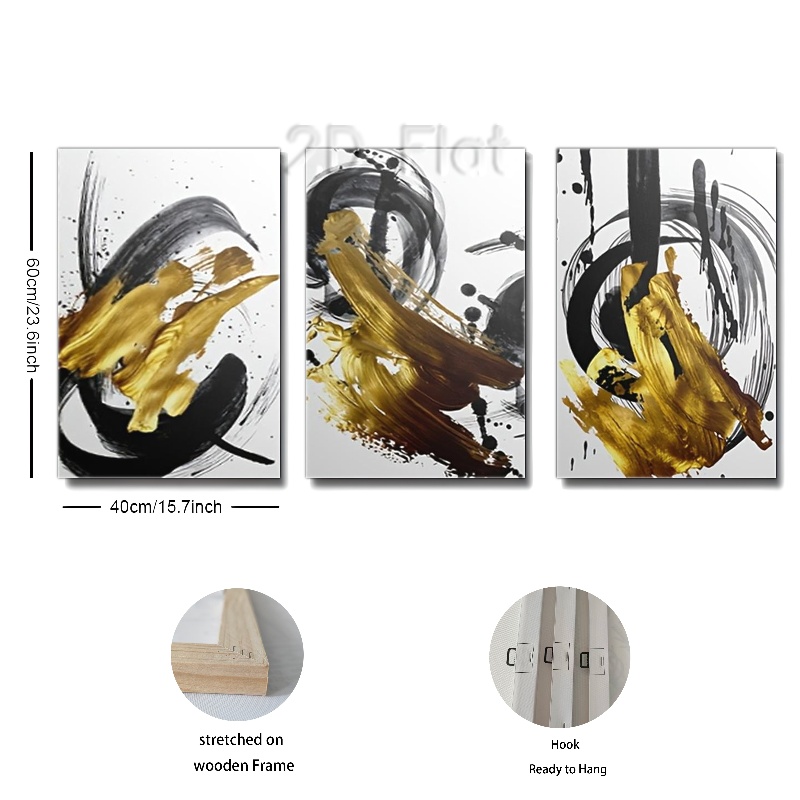 2D Flat
60cm/23.6inch
40cm/15.7inch
stretched on
wooden Frame
Hook
Ready to Hang